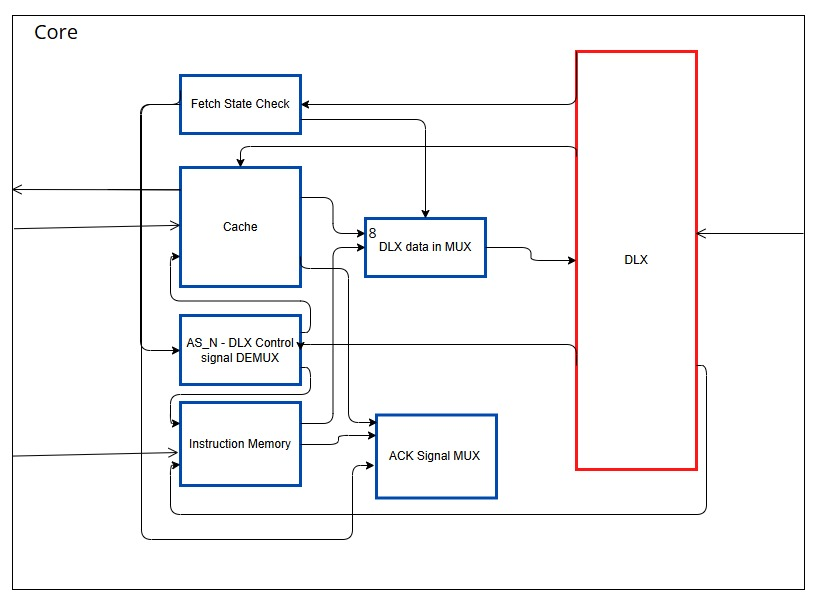 Core
Fetch State Check
Cache
8
DLX data in MUX
DLX
AS_N - DLX Control
signal DEMUX
Instruction Memory
ACK Signal MUX